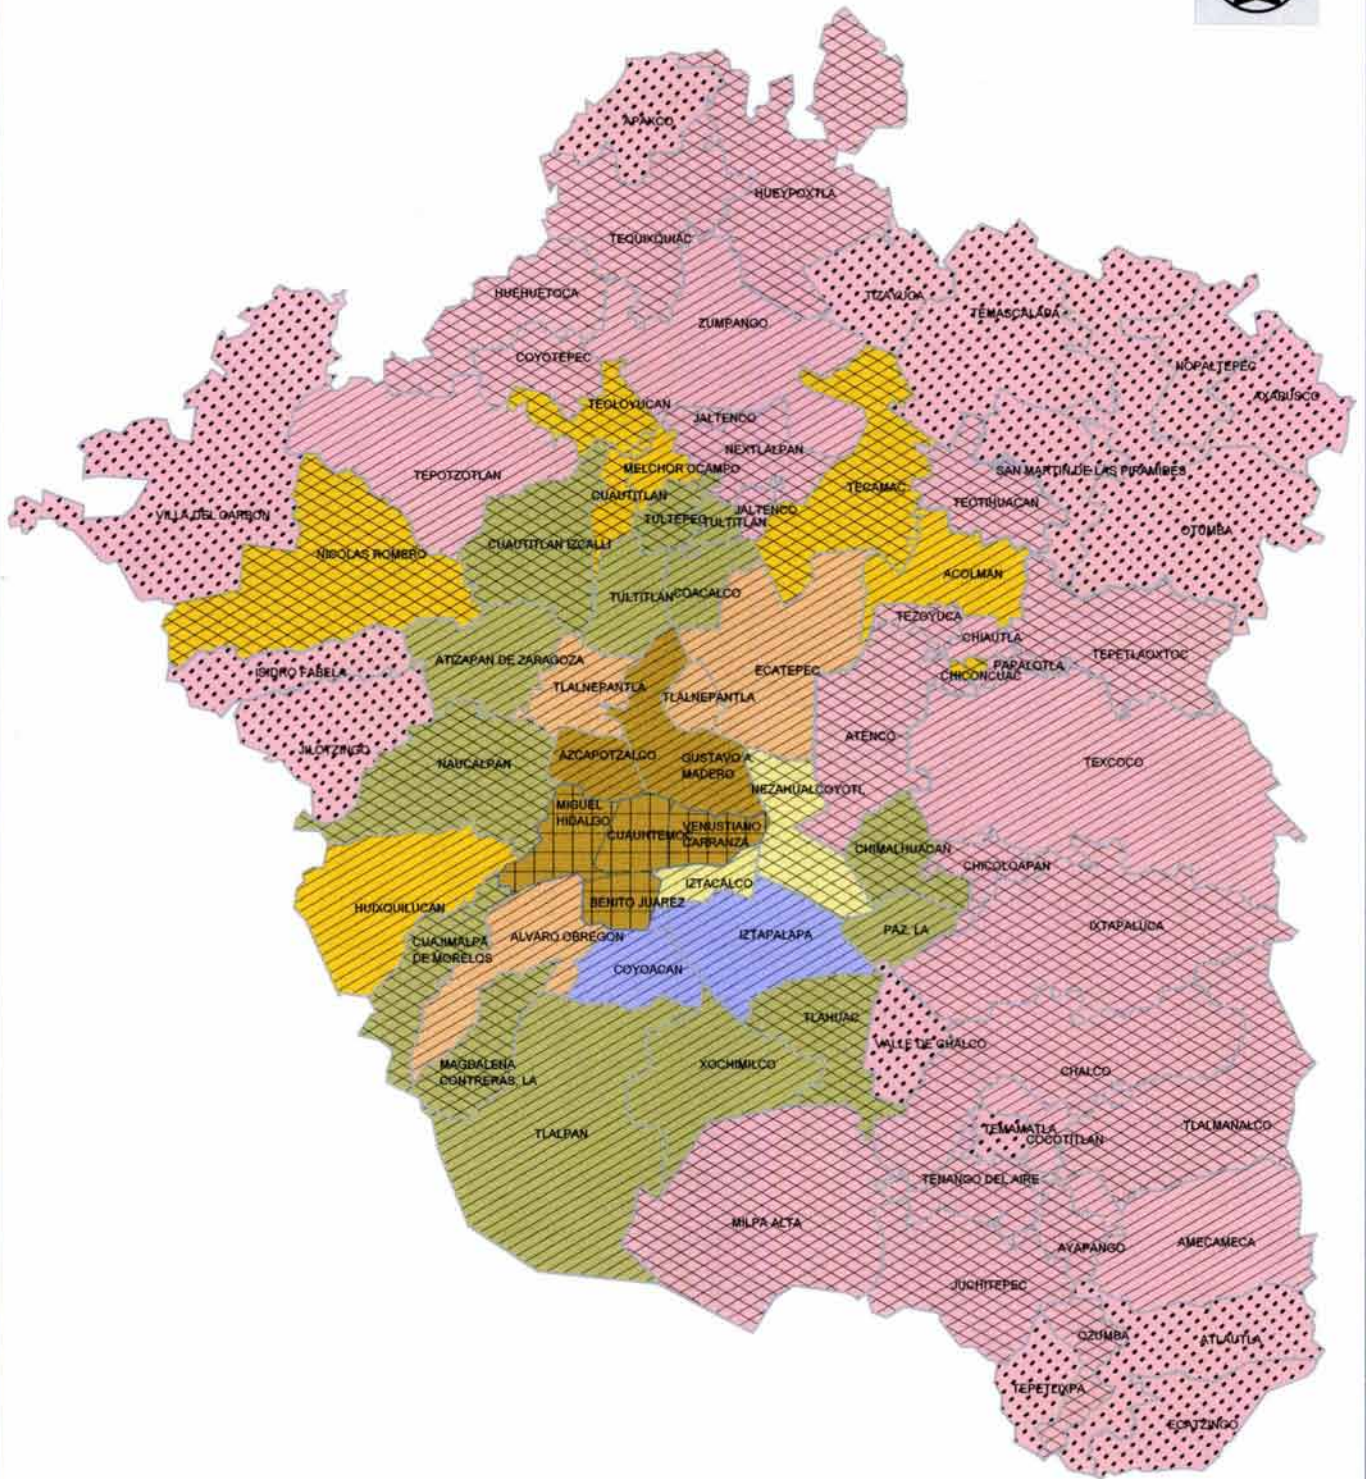 APAXCO
HUEYPOXTLA
TEQUIXQUIAC
HUEHUETOCA
TIZAYUCA
TEMASCALAPA
ZUMPANGO
COYOTEPEC
NOPALTEPEC
AXAPUSCO
TEOLOYUCAN
JALTENCO
NEXTLALPAN
MELCHOR OCAMPO
SAN MARTIN DE LAS PIRAMIDES
TEPOTZOTLAN
TECAMAC
CUAUTITLAN
TEOTIHUACAN
JALTENCO
VILLA DEL CARBON
TULTEPEC
TULTITLAN
OTUMBA
CUAUTITLAN IZCALLI
NICOLAS ROMERO
ACOLMAN
TULTITLAN
COACALCO
TEZOYUCA
CHIAUTLA
TEPETLAOXTOC
ATIZAPAN DE ZARAGOZA
PAPALOTLA
ISIDRO FABELA
ECATEPEC
CHICONCUAC
TLALNEPANTLA
TLALNEPANTLA
ATENCO
JILOTZINGO
AZCAPOTZALCO
GUSTAVO A
MADERO
TEXCOCO
NAUCALPAN
NEZAHUALCOYOTL
MIGUEL
HIDALGO
VENUSTIANO
CARRANZA
CUAUHTEMOC
CHIMALHUACAN
CHICOLOAPAN
IZTACALCO
BENITO JUAREZ
HUIXQUILUCAN
IXTAPALUCA
PAZ, LA
ALVARO OBREGON
IZTAPALAPA
CUAJIMALPA
DE MORELOS
COYOACAN
TLAHUAC
VALLE DE CHALCO
MAGDALENA
CONTRERAS, LA
XOCHIMILCO
CHALCO
TLALPAN
TEMAMATLA
COCOTITLAN
TLALMANALCO
TENANGO DEL AIRE
MILPA ALTA
AYAPANGO
AMECAMECA
JUCHITEPEC
OZUMBA
ATLAUTLA
TEPETLIXPA
ECATZINGO